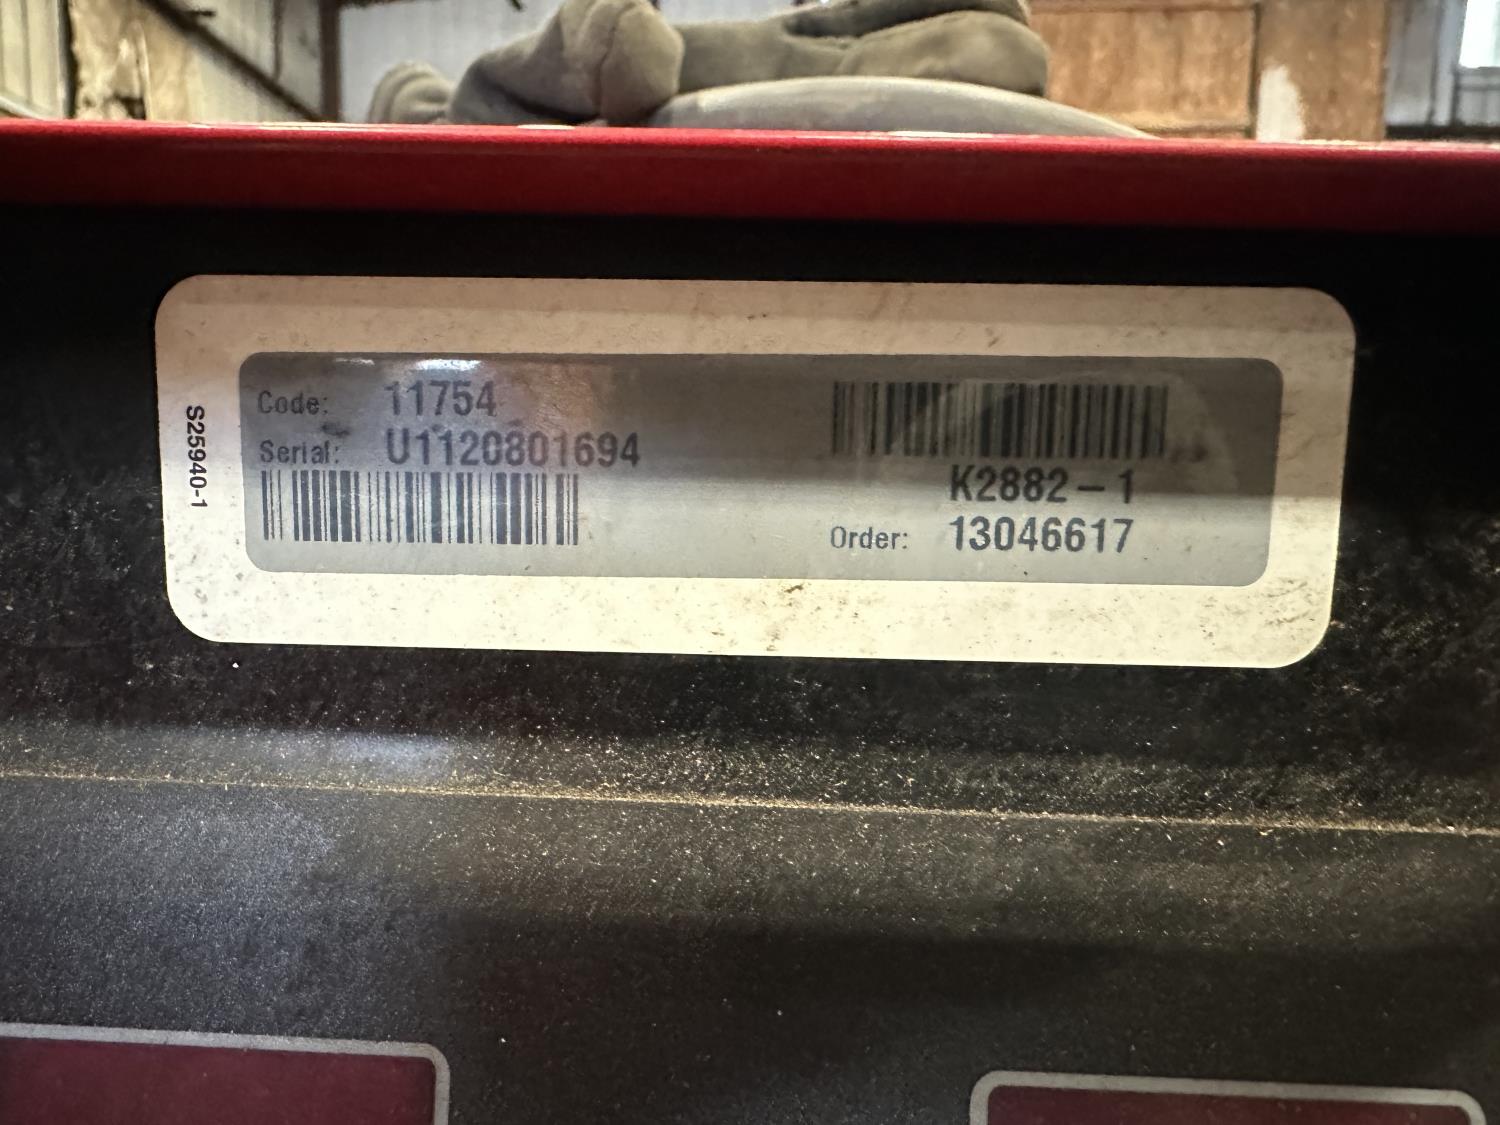 Code: 11754
Serial: U1120801694
K2882-1
Order: 13046617
S25940-1